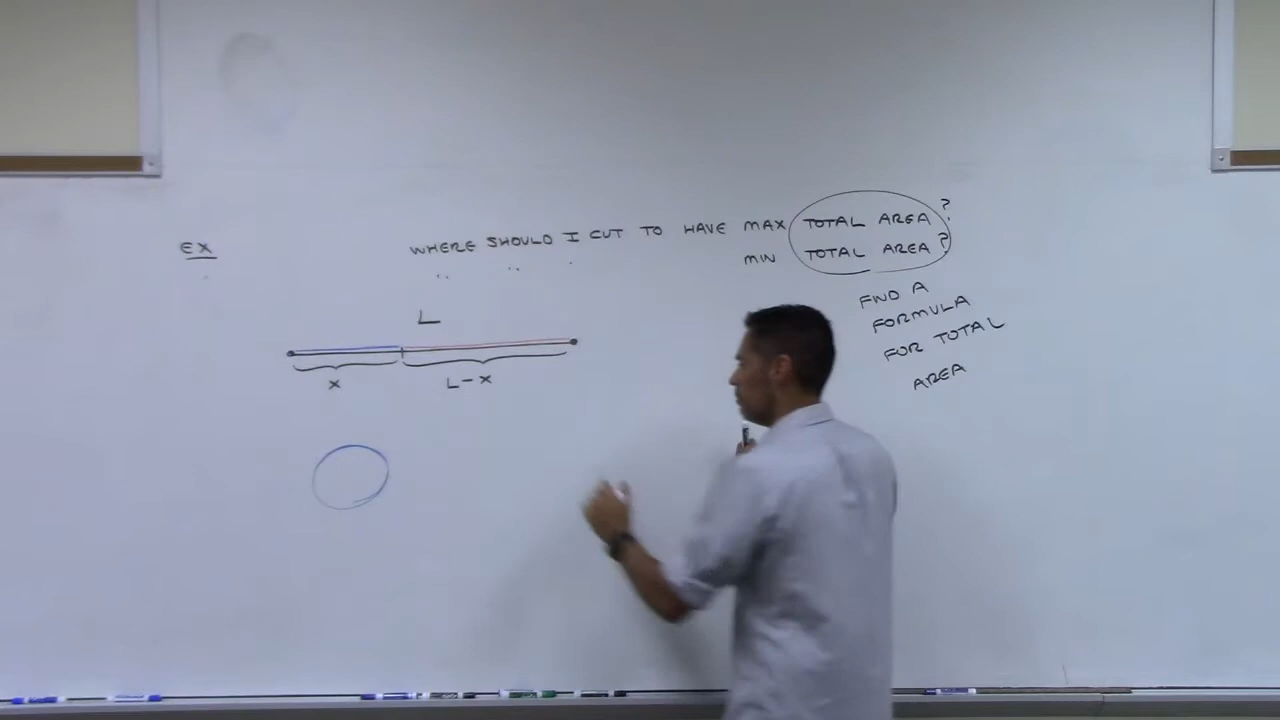 EX
WHERE SHOULD I CUT TO HAVE MAX TOTAL AREA?
" " . MIN TOTAL AREA?
FIND A
FORMULA
FOR TOTAL
AREA
L
x
L-x